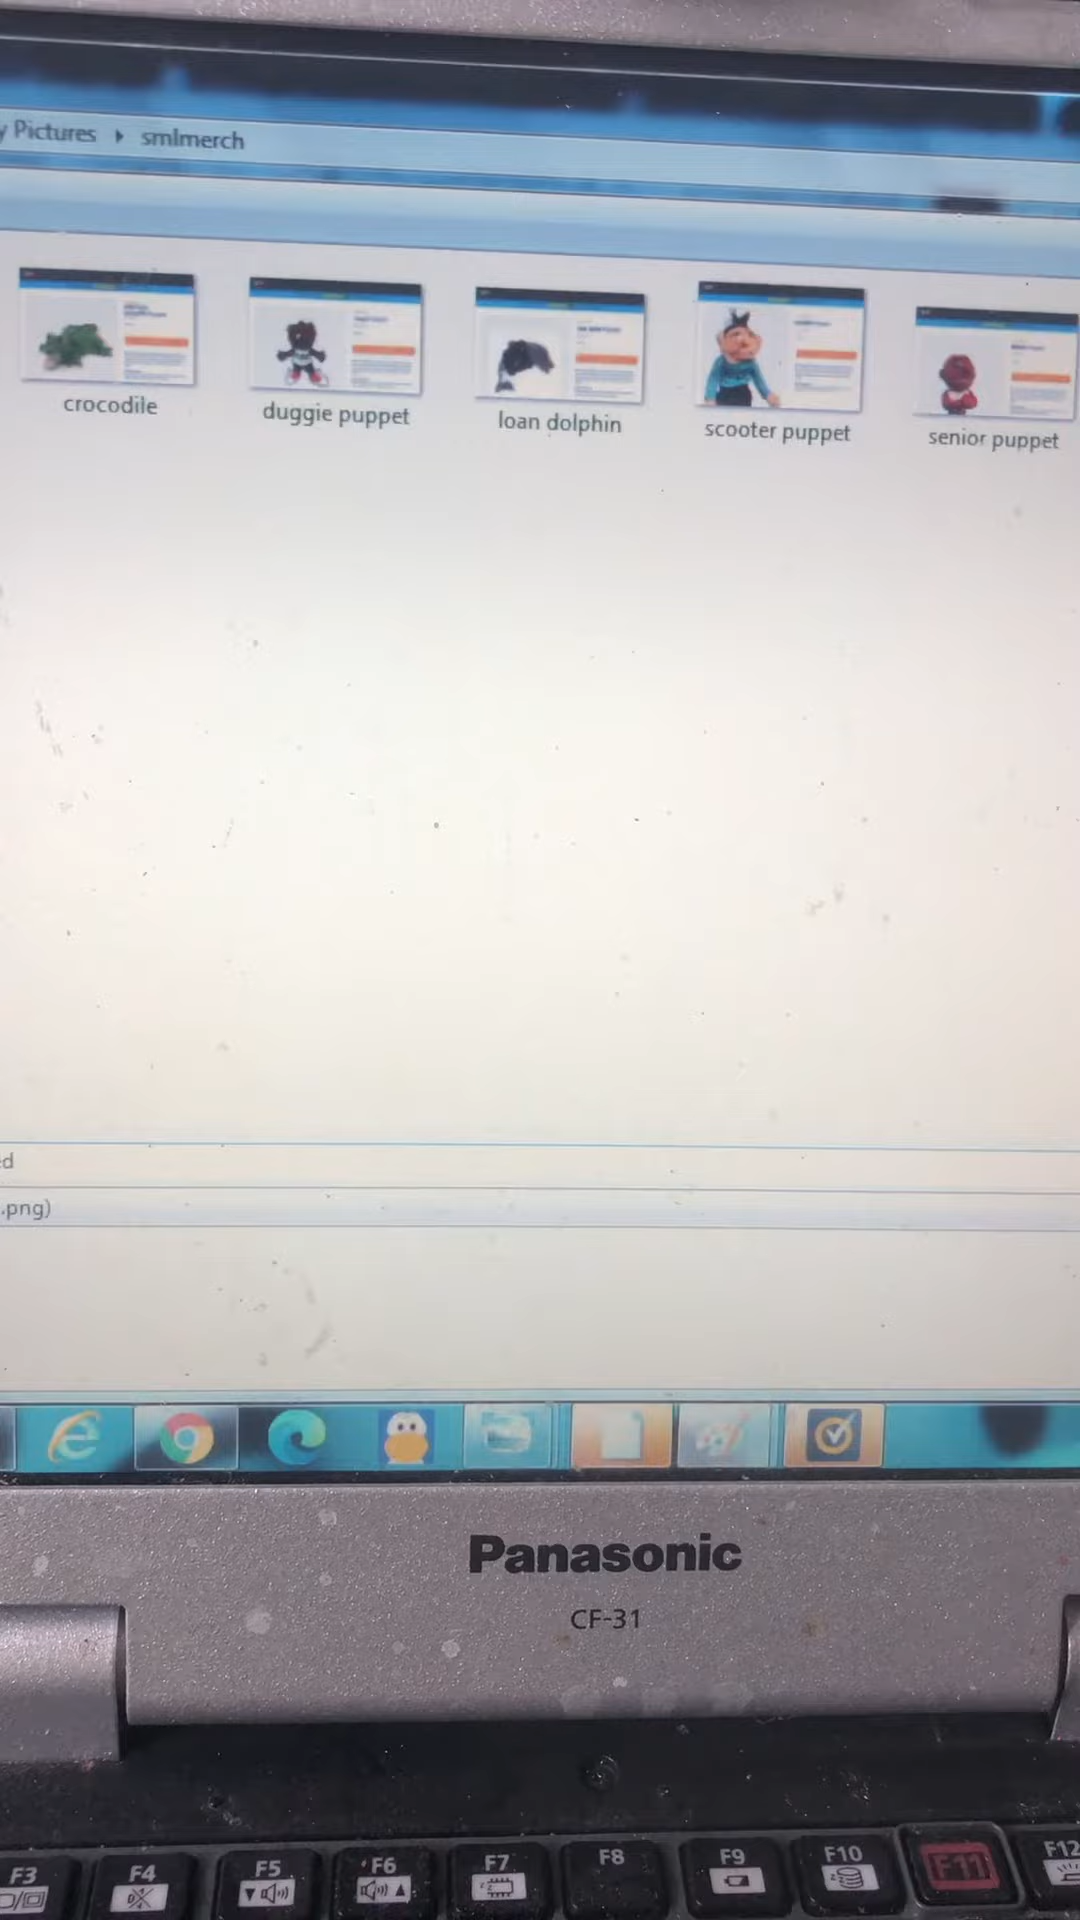 y Pictures smlmerch
crocodile
duggie puppet
loan dolphin
scooter puppet
senior puppet
ed
.png)
Panasonic
CF-31
F3
F4
F5
F6
F7
F8
F9
F10
F11
F12